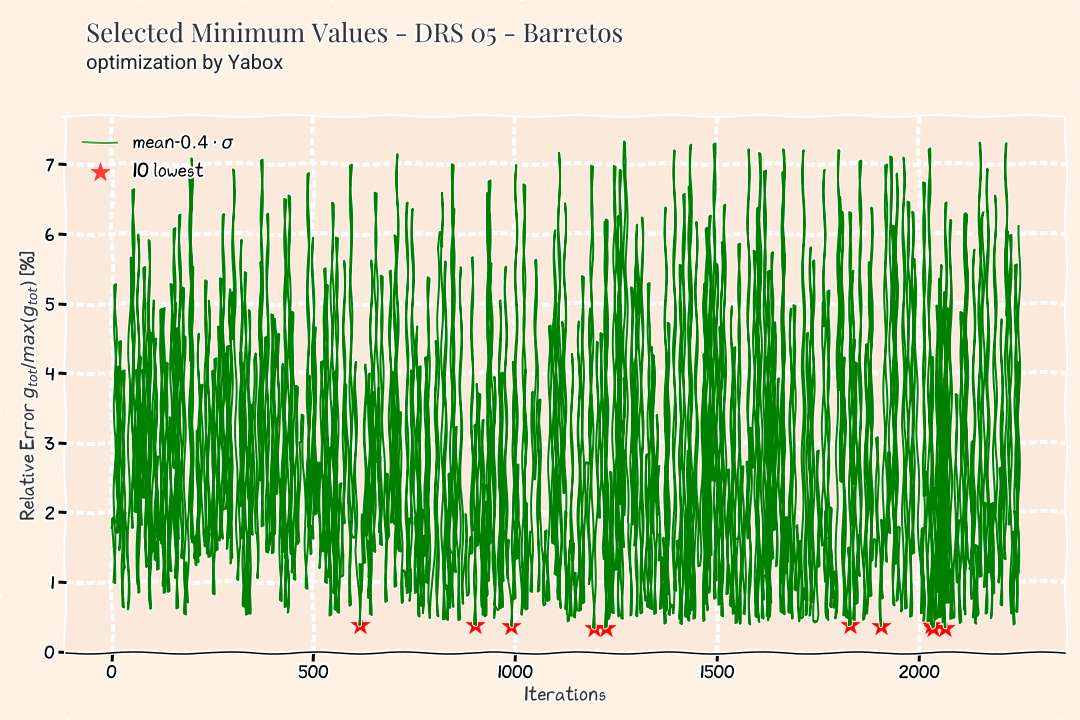 Selected Minimum Values - DRS 05 - Barretos
optimization by Yabox
mean-0.4 · σ
10 lowest
Relative Error g_tot/max(g_tot) [%]
7
6
5
4
3
2
1
0
0 500 1000 1500 2000
Iterations